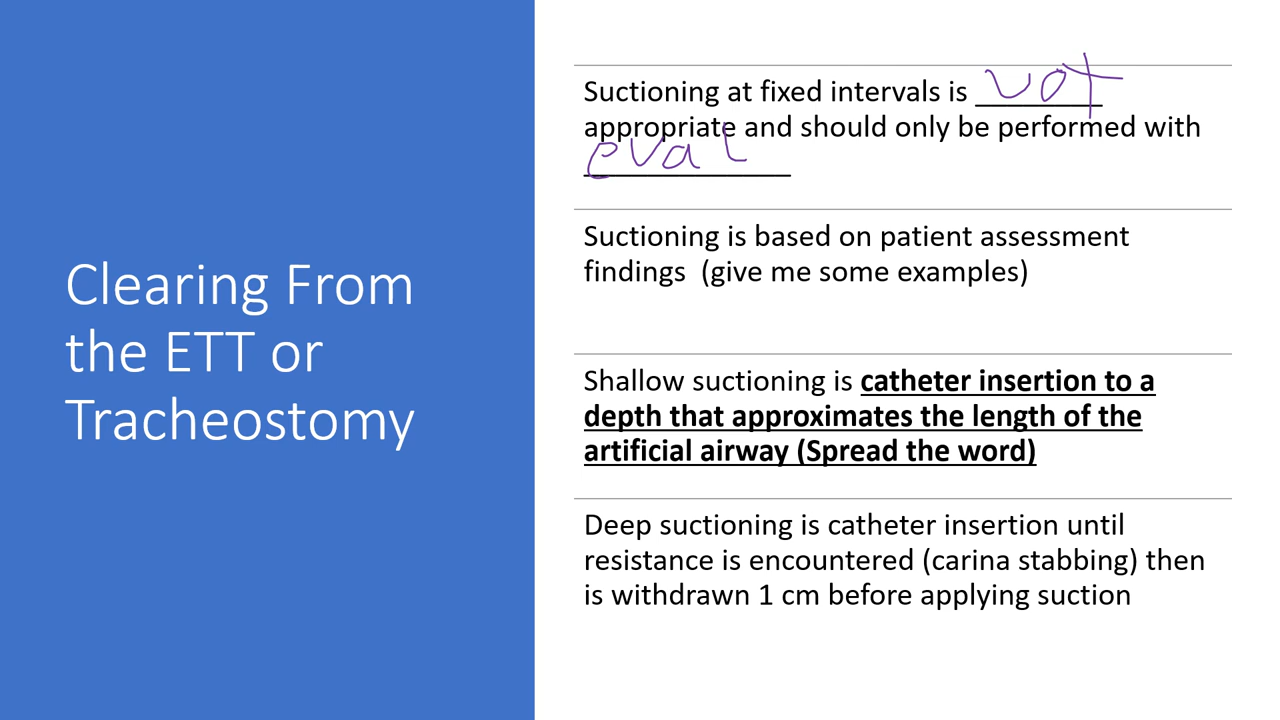 Clearing From
the ETT or
Tracheostomy
Suctioning at fixed intervals is not
appropriate and should only be performed with
eval
Suctioning is based on patient assessment
findings (give me some examples)
Shallow suctioning is catheter insertion to a
depth that approximates the length of the
artificial airway (Spread the word)
Deep suctioning is catheter insertion until
resistance is encountered (carina stabbing) then
is withdrawn 1 cm before applying suction